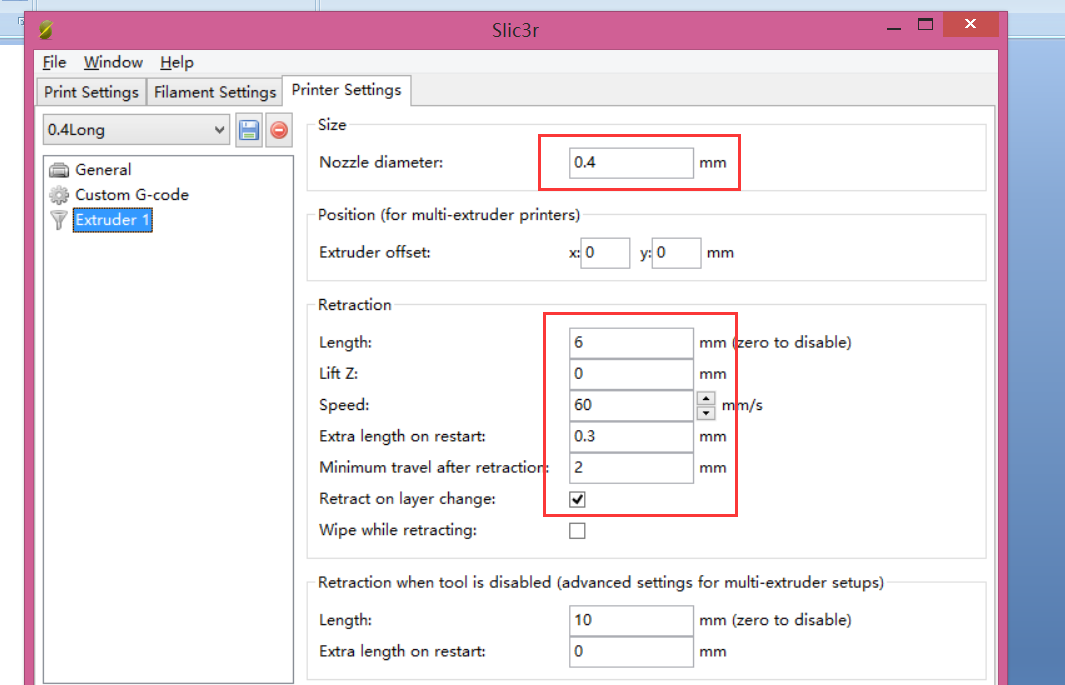 Slic3r
File Window Help
Print Settings Filament Settings Printer Settings
0.4Long
General
Custom G-code
Extruder 1
Size
Nozzle diameter: 0.4 mm
Position (for multi-extruder printers)
Extruder offset: x: 0 y: 0 mm
Retraction
Length: 6 mm (zero to disable)
Lift Z: 0 mm
Speed: 60 mm/s
Extra length on restart: 0.3 mm
Minimum travel after retraction: 2 mm
Retract on layer change:
Wipe while retracting:
Retraction when tool is disabled (advanced settings for multi-extruder setups)
Length: 10 mm (zero to disable)
Extra length on restart: 0 mm